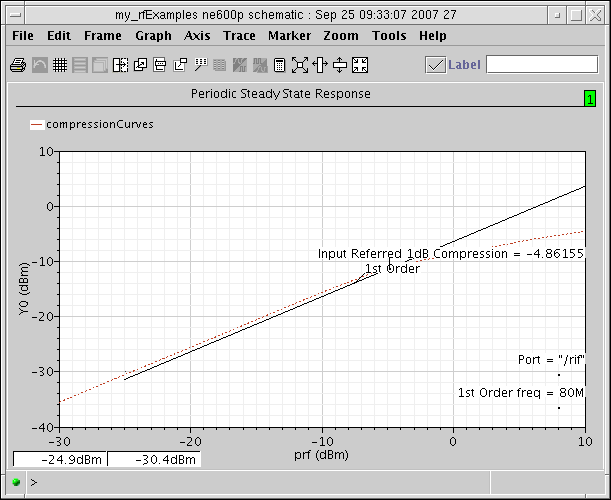 my_rfExamples ne600p schematic : Sep 25 09:33:07 2007 27
File Edit Frame Graph Axis Trace Marker Zoom Tools Help
Label
Periodic Steady State Response
1
compressionCurves
10
0
-10
-20
-30
-40
Y0 (dBm)
Input Referred 1dB Compression = -4.86155
1st Order
Port = "/rif"
1st Order freq = 80M
-30 -20 -10 0 10
prf (dBm)
-24.9dBm -30.4dBm
>